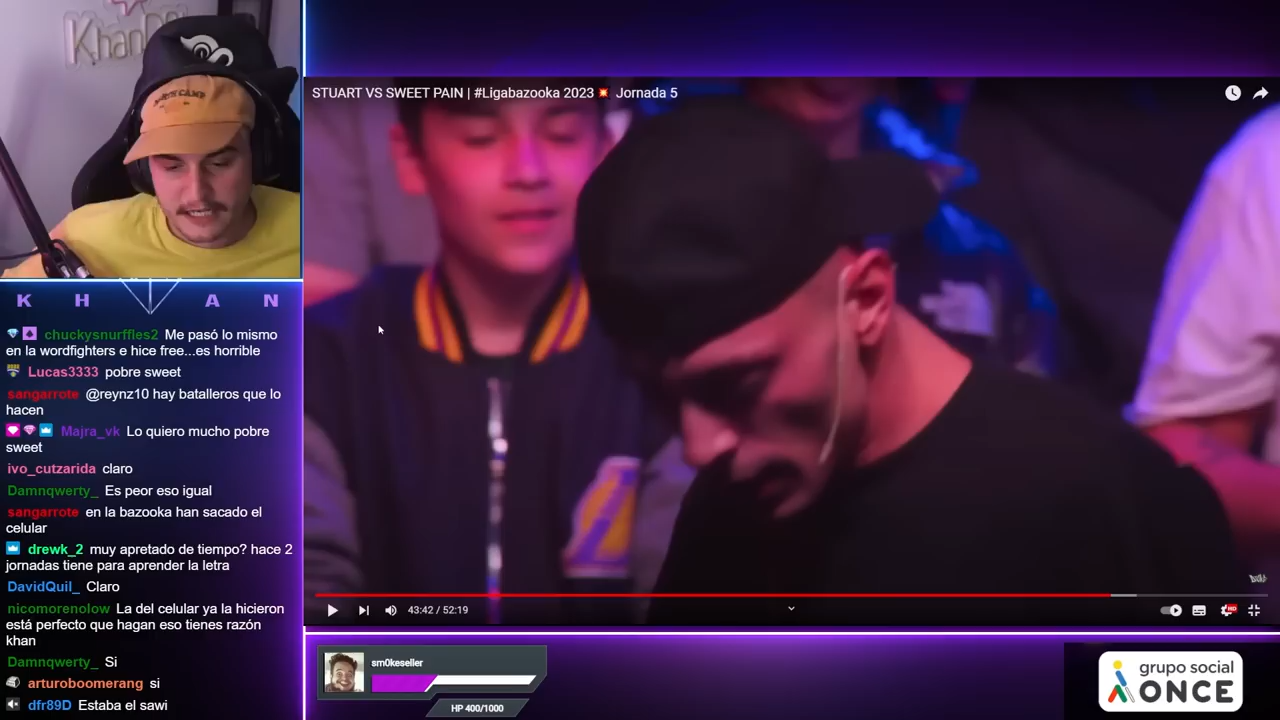 Khan
STUART VS SWEET PAIN | #Ligabazooka 2023💥 Jornada 5
K H A N
chuckysnurffles2 Me pasó lo mismo
en la wordfighters e hice free...es horrible
Lucas3333 pobre sweet
sangarrote @reynz10 hay batalleros que lo
hacen
Majra_vk Lo quiero mucho pobre
sweet
ivo_cutzarida claro
Damnqwerty_ Es peor eso igual
sangarrote en la bazooka han sacado el
celular
drewk_2 muy apretado de tiempo? hace 2
jornadas tiene para aprender la letra
DavidQuil_ Claro
nicomorenolow La del celular ya la hicieron
está perfecto que hagan eso tienes razón
khan
Damnqwerty_ Si
arturoboomerang si
dfr89D Estaba el sawi
43:42 / 52:19
HD
sm0keseller
HP 400/1000
grupo social
ONCE